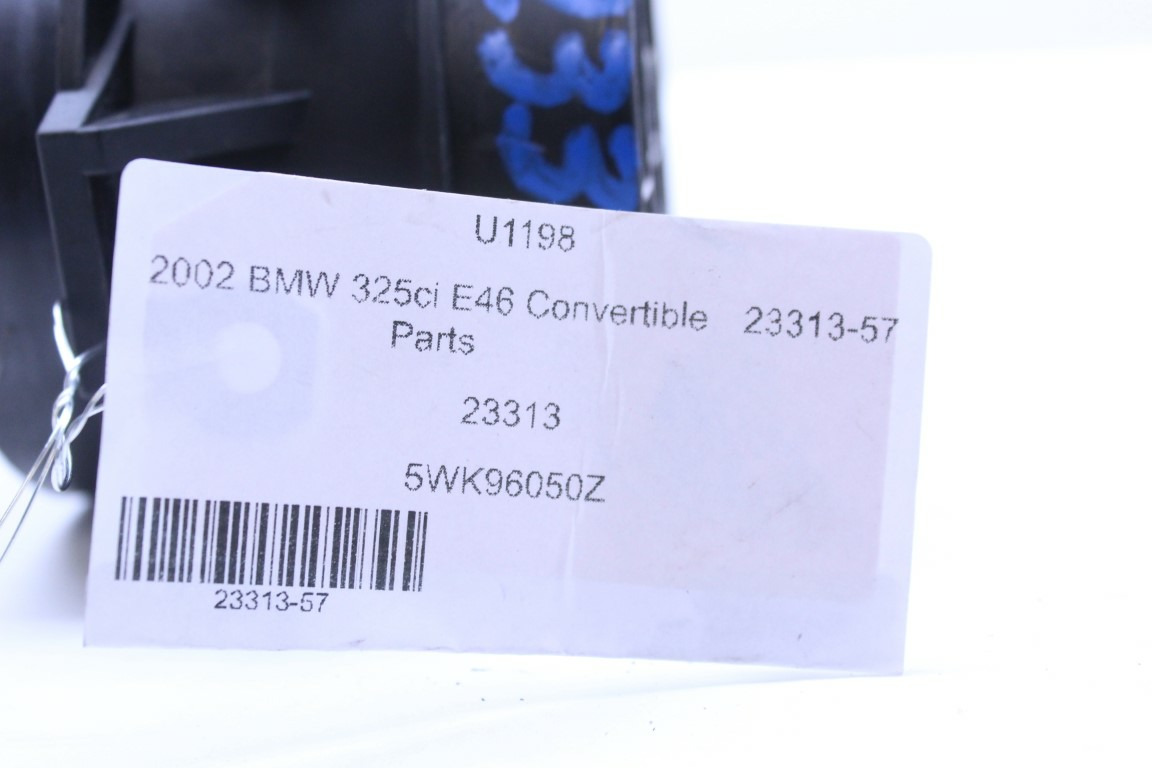 U1198
2002 BMW 325ci E46 Convertible 23313-57
Parts
23313
5WK96050Z
23313-57